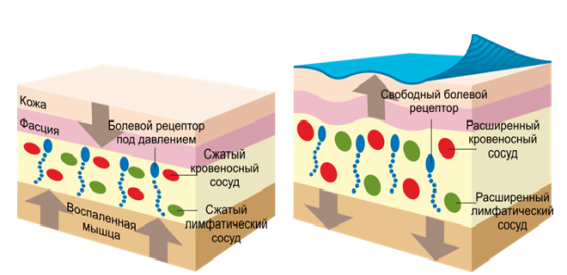 Кожа
Фасция
Болевой рецептор
под давлением
Сжатый
кровеносный
сосуд
Воспаленная
мышца
Сжатый
лимфатический
сосуд
Свободный болевой
рецептор
Расширенный
кровеносный
сосуд
Расширенный
лимфатический
сосуд